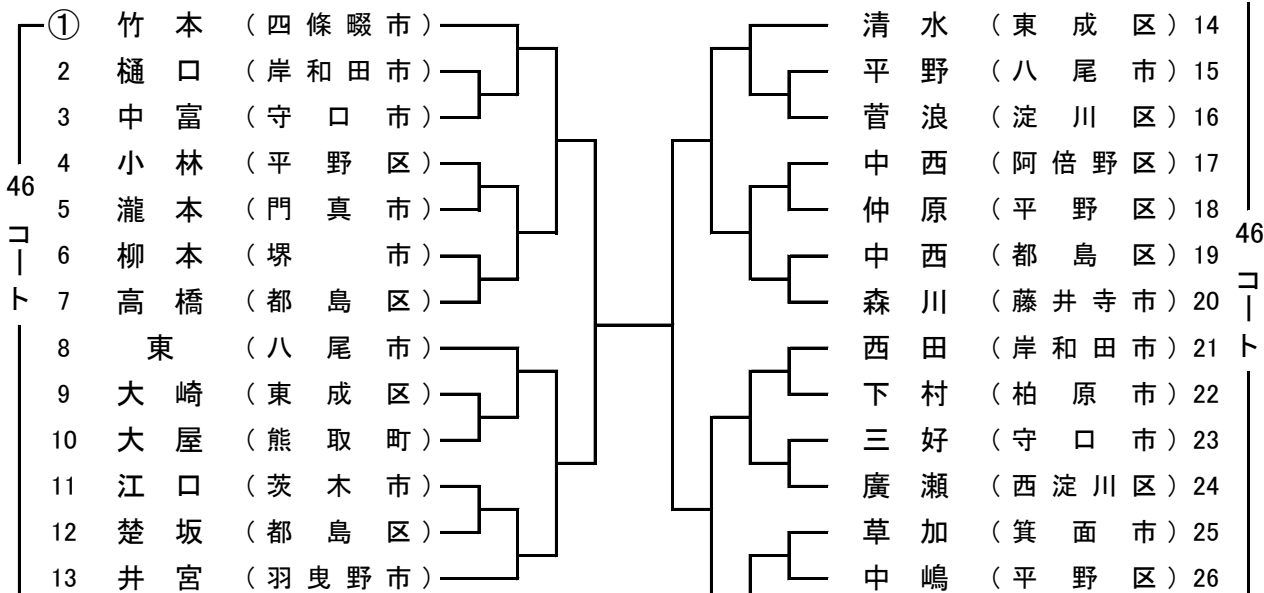 ① 竹本 (四條畷市)
2 樋口 (岸和田市)
3 中富 (守口市)
4 小林 (平野区)
5 瀧本 (門真市)
6 柳本 (堺市)
7 高橋 (都島区)
8 東 (八尾市)
9 大崎 (東成区)
10 大屋 (熊取町)
11 江口 (茨木市)
12 楚坂 (都島区)
13 井宮 (羽曳野市)
46コート
清水 (東成区) 14
平野 (八尾市) 15
菅浪 (淀川区) 16
中西 (阿倍野区) 17
仲原 (平野区) 18
中西 (都島区) 19
森川 (藤井寺市) 20
西田 (岸和田市) 21
下村 (柏原市) 22
三好 (守口市) 23
廣瀬 (西淀川区) 24
草加 (箕面市) 25
中嶋 (平野区) 26
46コート